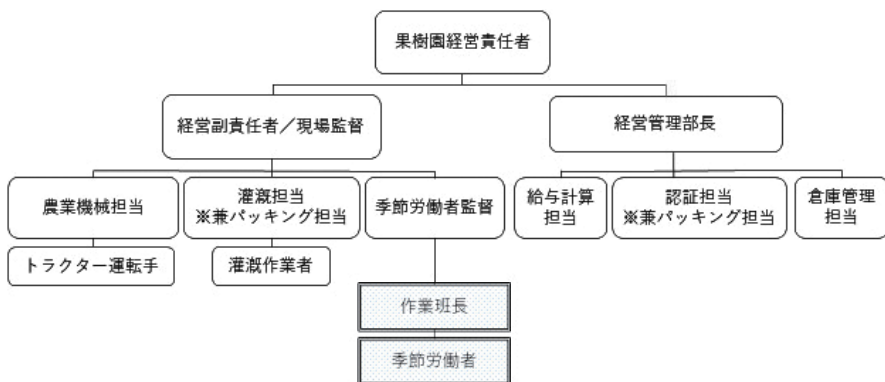 果樹園経営責任者
経営副責任者／現場監督
経営管理部長
農業機械担当
灌漑担当
※兼パッキング担当
季節労働者監督
給与計算
担当
認証担当
※兼パッキング担当
倉庫管理
担当
トラクター運転手
灌漑作業者
作業班長
季節労働者